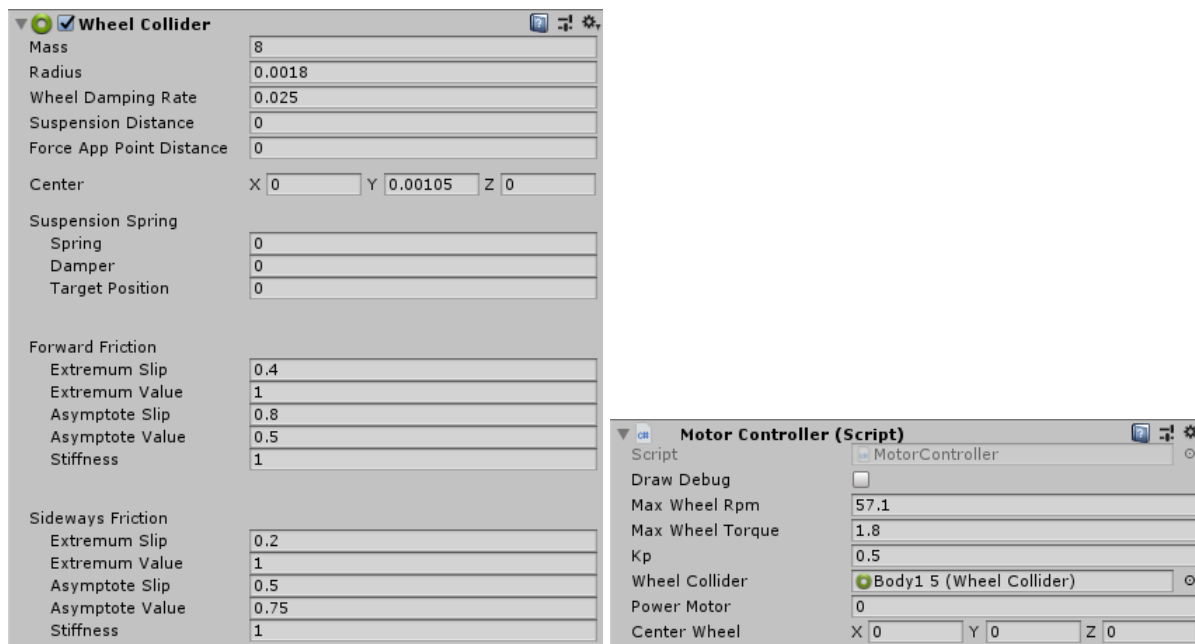 Wheel Collider
Mass 8
Radius 0.0018
Wheel Damping Rate 0.025
Suspension Distance 0
Force App Point Distance 0
Center X 0 Y 0.00105 Z 0
Suspension Spring
Spring 0
Damper 0
Target Position 0
Forward Friction
Extremum Slip 0.4
Extremum Value 1
Asymptote Slip 0.8
Asymptote Value 0.5
Stiffness 1
Sideways Friction
Extremum Slip 0.2
Extremum Value 1
Asymptote Slip 0.5
Asymptote Value 0.75
Stiffness 1
c# Motor Controller (Script)
Script c# MotorController
Draw Debug
Max Wheel Rpm 57.1
Max Wheel Torque 1.8
Kp 0.5
Wheel Collider Body1 5 (Wheel Collider)
Power Motor 0
Center Wheel X 0 Y 0 Z 0